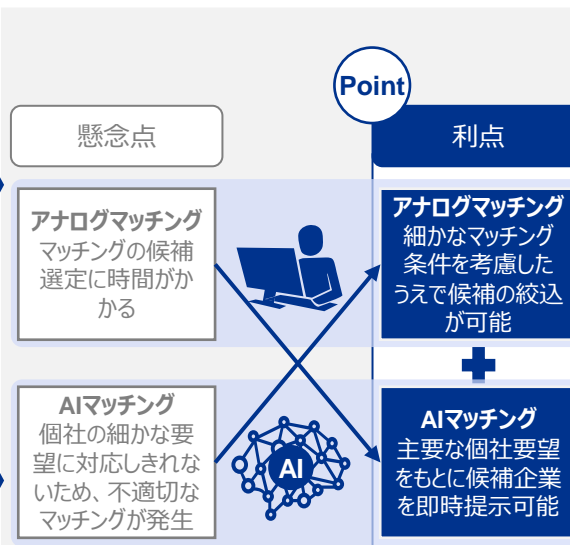 Point
懸念点
利点
アナログマッチング
マッチングの候補
選定に時間がか
かる
アナログマッチング
細かなマッチング
条件を考慮した
うえで候補の絞込
が可能
AIマッチング
個社の細かな要
望に対応しきれな
いため、不適切な
マッチングが発生
AI
AIマッチング
主要な個社要望
をもとに候補企業
を即時提示可能